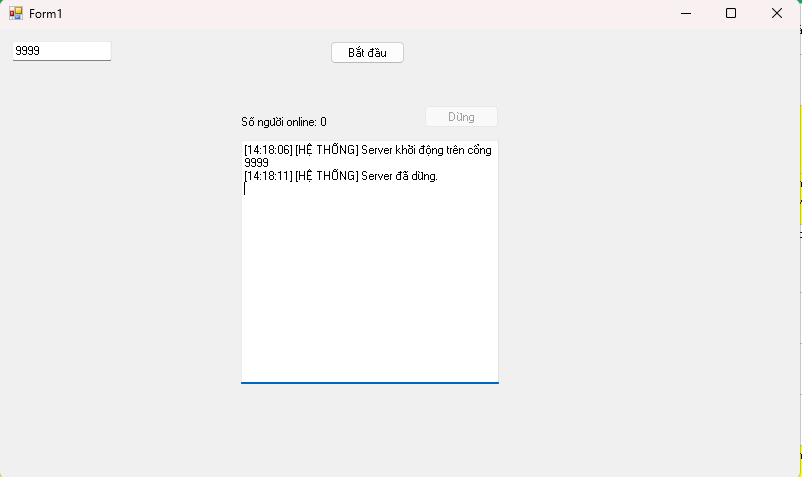 Form1
9999
Bắt đầu
Số người online: 0
Dừng
[14:18:06] [HỆ THỐNG] Server khởi động trên cổng
9999
[14:18:11] [HỆ THỐNG] Server đã dừng.